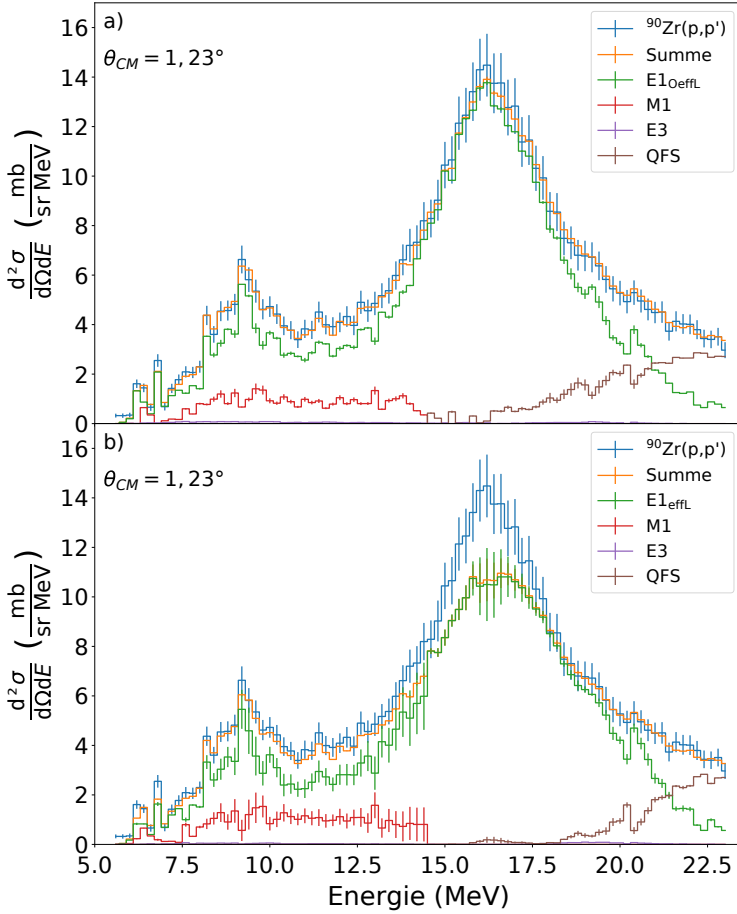 a)
θCM = 1, 23°
90Zr(p,p')
Summe
E1OeffL
M1
E3
QFS
16
14
12
10
8
6
4
2
0
d²σ/dΩdE (mb/sr MeV)
b)
θCM = 1, 23°
90Zr(p,p')
Summe
E1effL
M1
E3
QFS
16
14
12
10
8
6
4
2
0
d²σ/dΩdE (mb/sr MeV)
5.0 7.5 10.0 12.5 15.0 17.5 20.0 22.5
Energie (MeV)